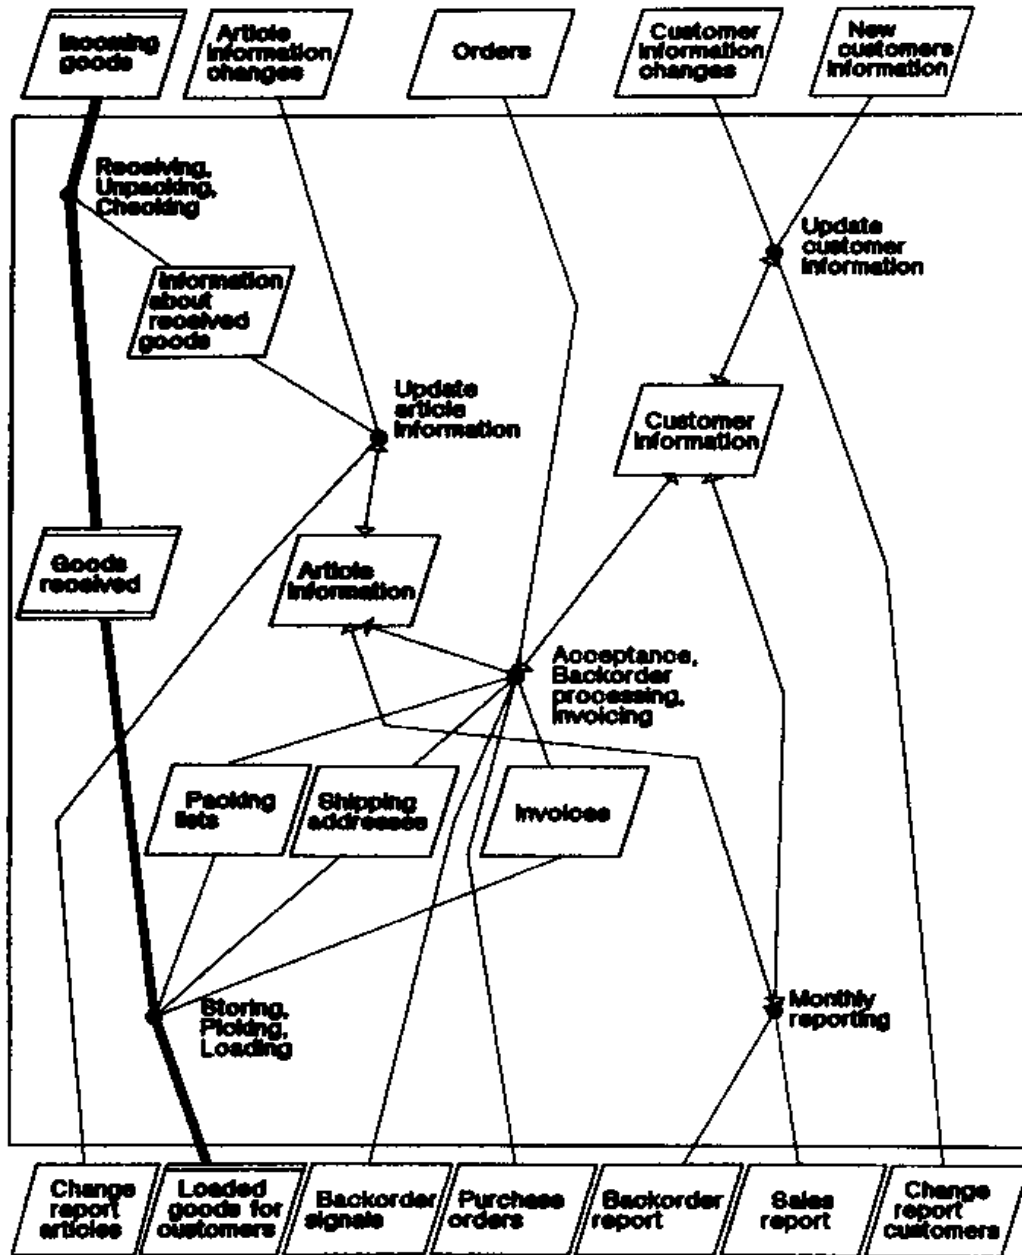 Incoming
goods
Article
information
changes
Orders
Customer
information
changes
New
customers
information
Receiving,
Unpacking,
Checking
Update
customer
information
Information
about
received
goods
Update
article
information
Customer
information
Goods
received
Article
information
Acceptance,
Backorder
processing,
invoicing
Packing
lists
Shipping
addresses
Invoices
Storing,
Picking,
Loading
Monthly
reporting
Change
report
articles
Loaded
goods for
customers
Backorder
signals
Purchase
orders
Backorder
report
Sales
report
Change
report
customers